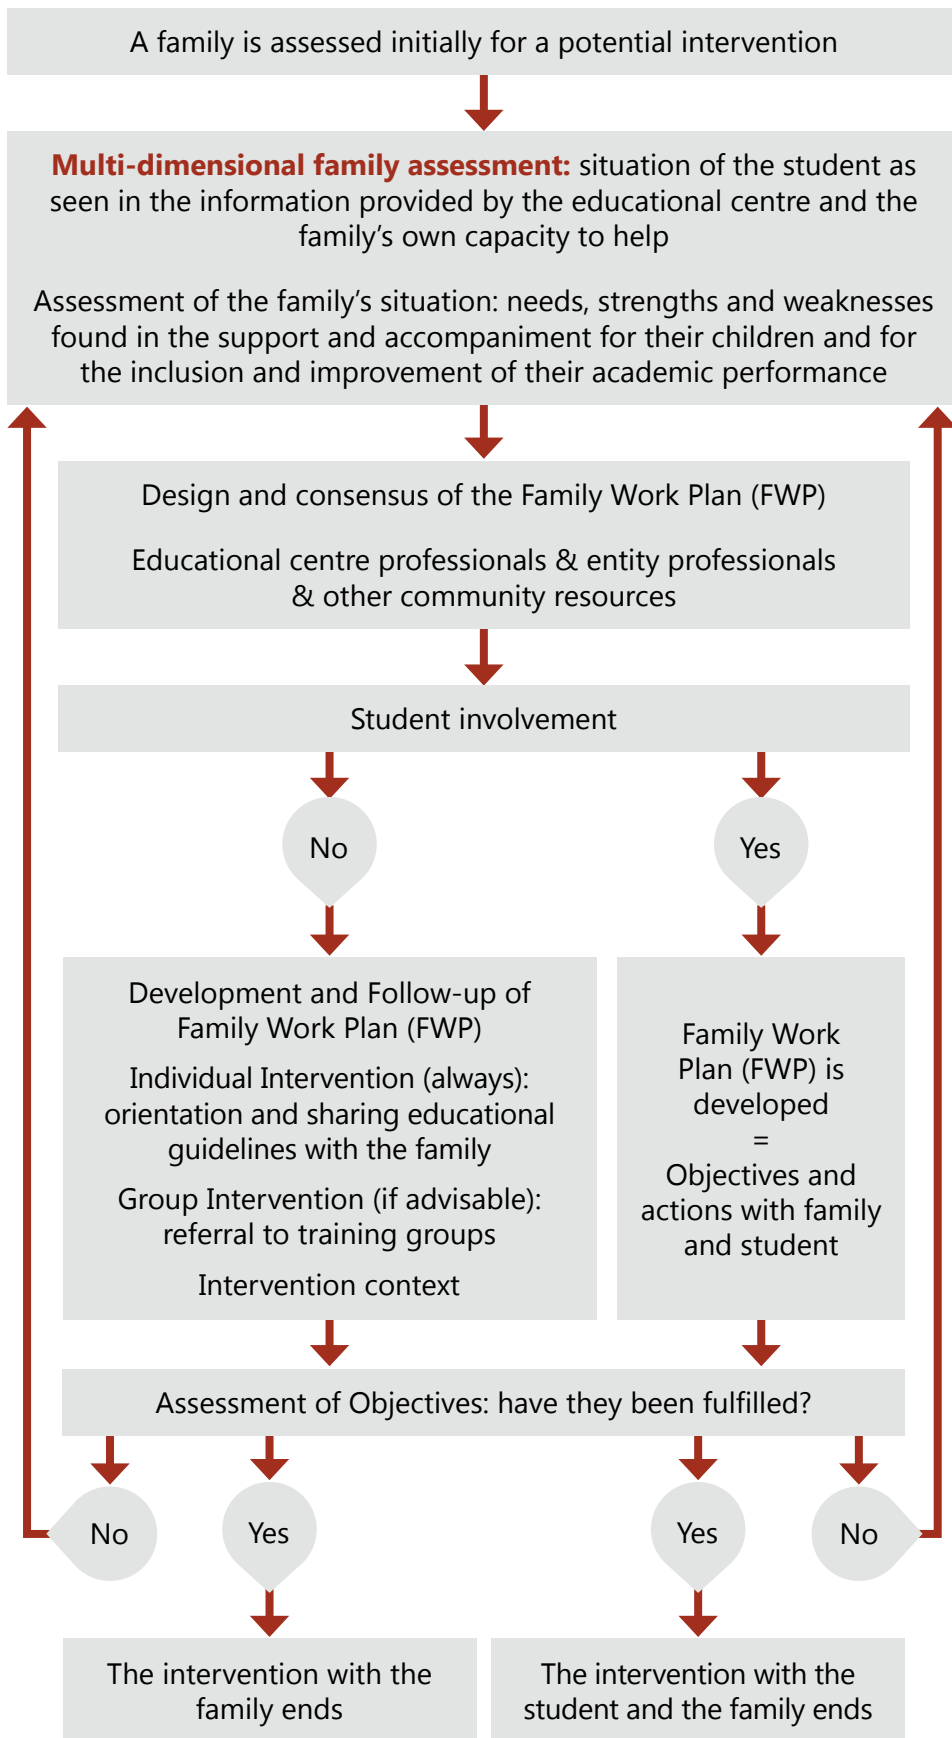 A family is assessed initially for a potential intervention
Multi-dimensional family assessment: situation of the student as
seen in the information provided by the educational centre and the
family's own capacity to help
Assessment of the family's situation: needs, strengths and weaknesses
found in the support and accompaniment for their children and for
the inclusion and improvement of their academic performance
Design and consensus of the Family Work Plan (FWP)
Educational centre professionals & entity professionals
& other community resources
Student involvement
No
Yes
Development and Follow-up of
Family Work Plan (FWP)
Individual Intervention (always):
orientation and sharing educational
guidelines with the family
Group Intervention (if advisable):
referral to training groups
Intervention context
Family Work
Plan (FWP) is
developed
=
Objectives and
actions with family
and student
Assessment of Objectives: have they been fulfilled?
No
Yes
Yes
No
The intervention with the
family ends
The intervention with the
student and the family ends